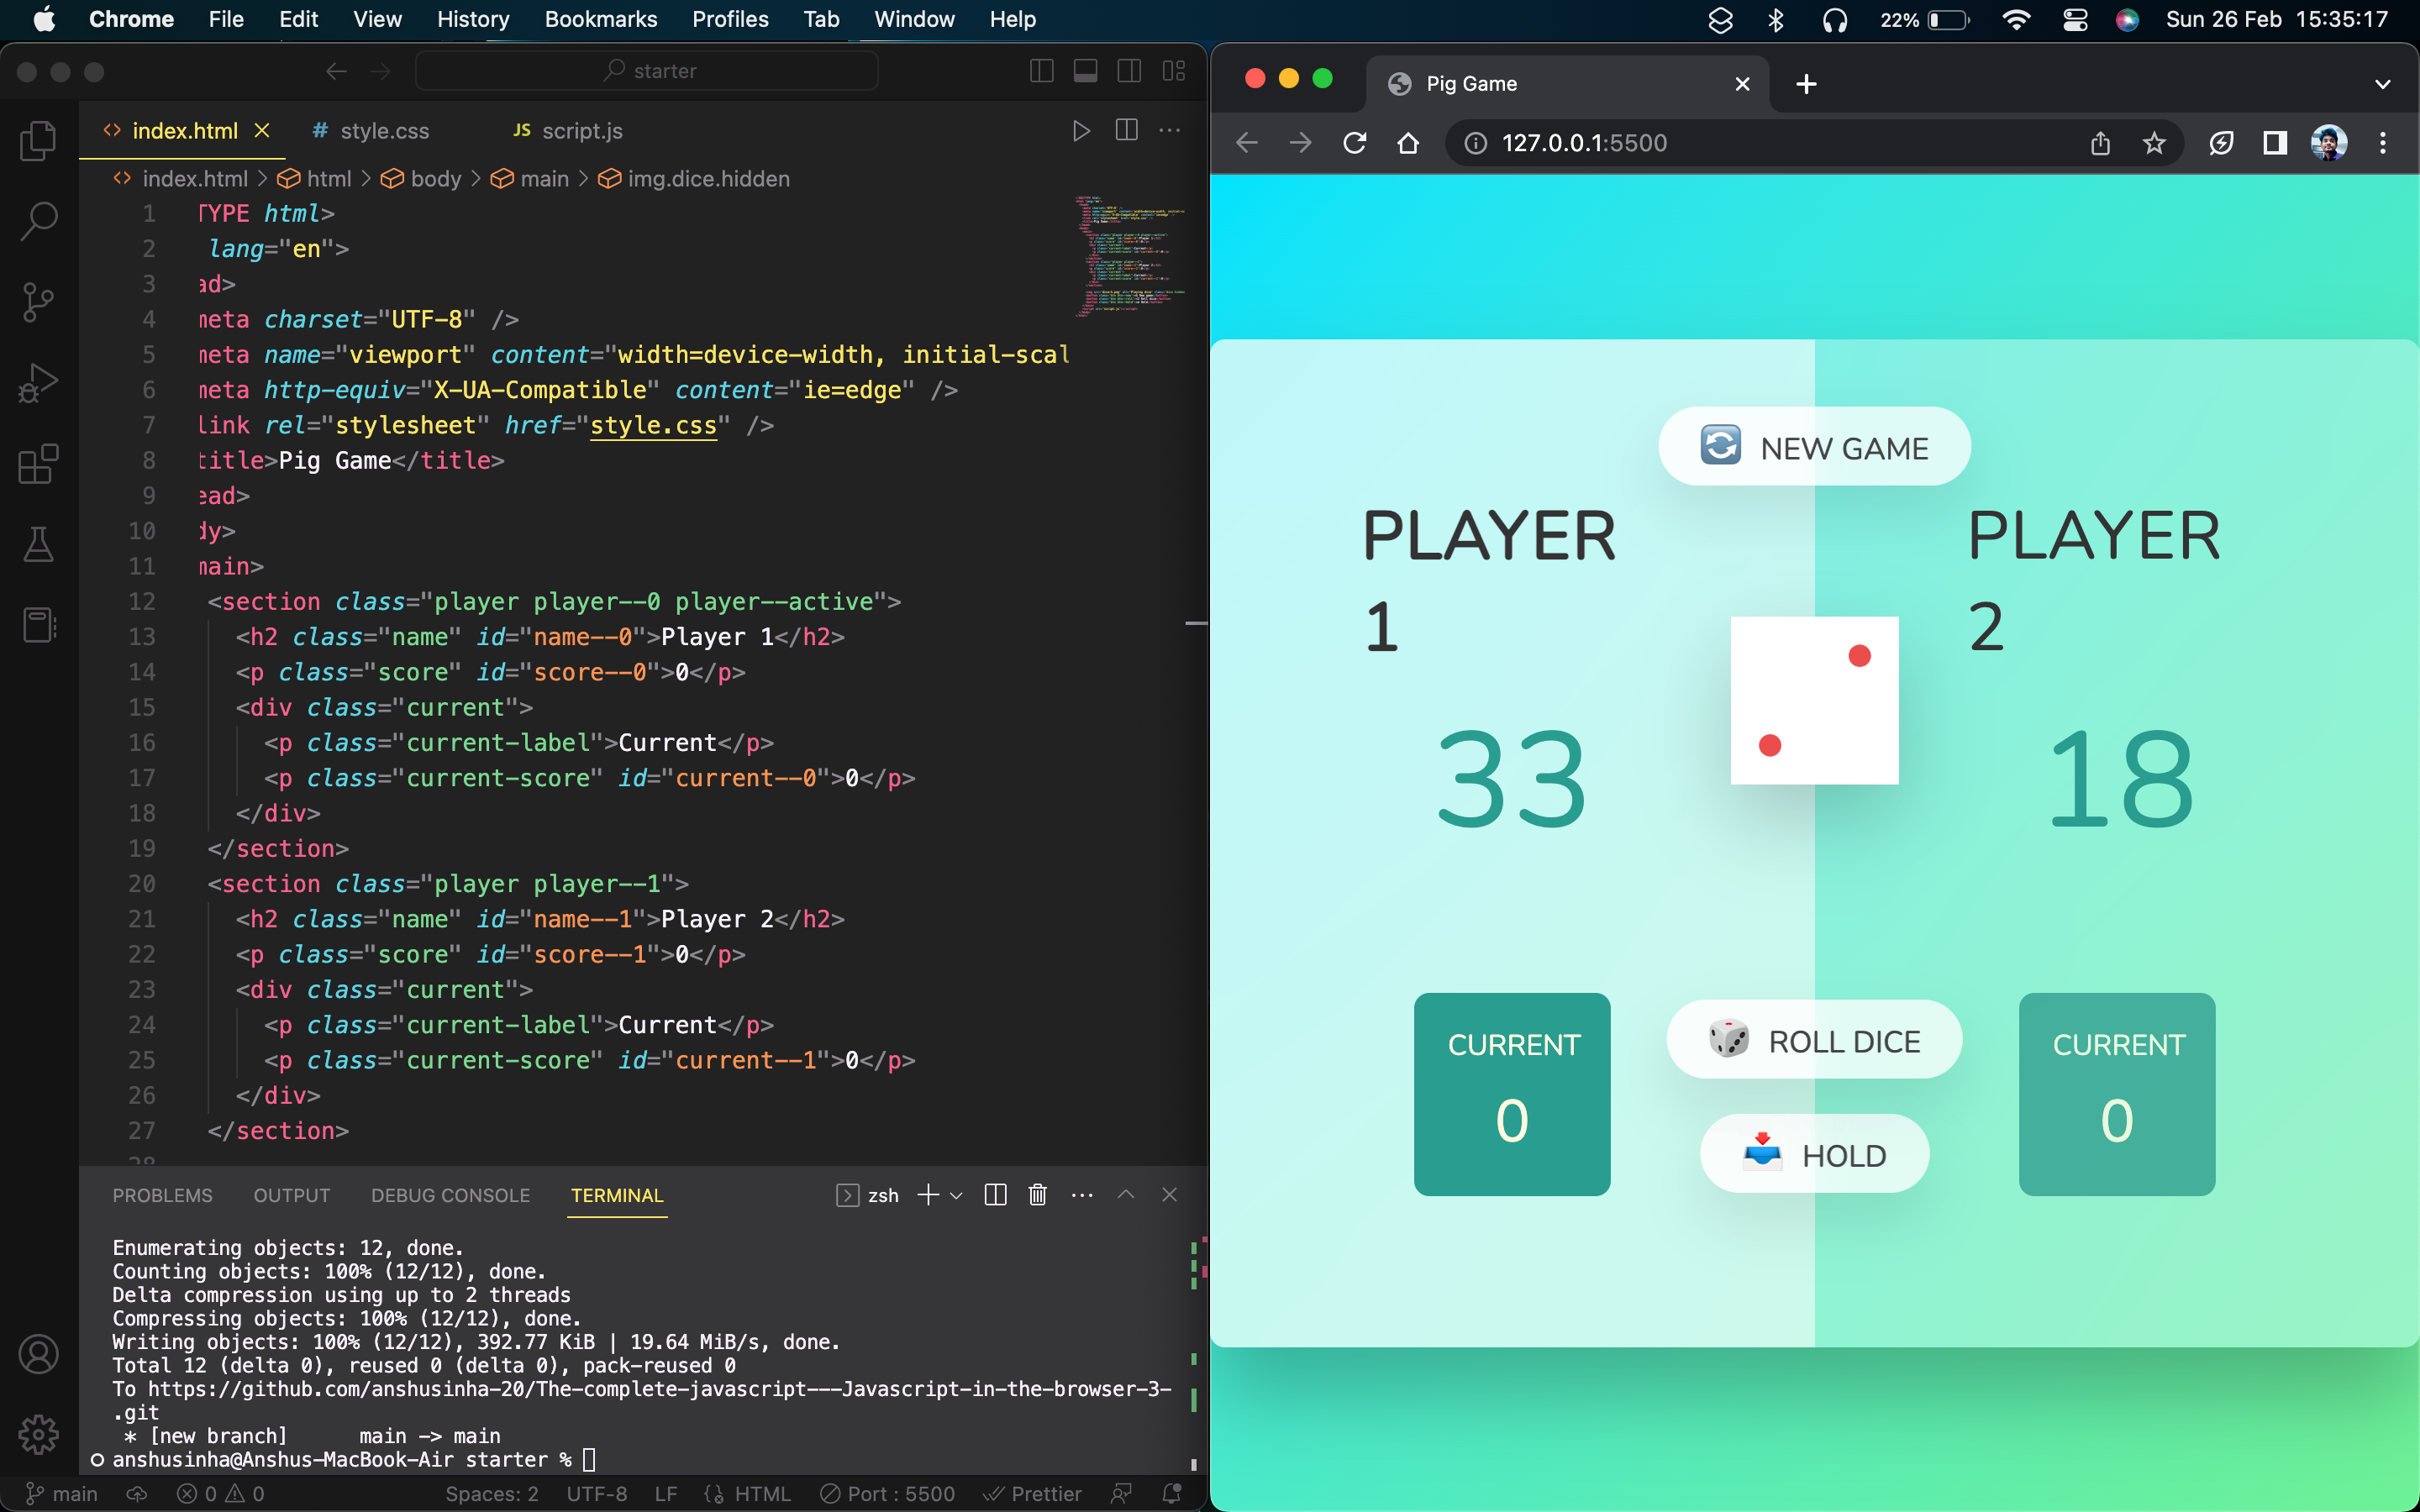 Chrome File Edit View History Bookmarks Profiles Tab Window Help 22% Sun 26 Feb 15:35:17
starter
index.html # style.css JS script.js
<> index.html > html > body > main > img.dice.hidden
1 TYPE html>
2 lang="en">
3 ad>
4 meta charset="UTF-8" />
5 meta name="viewport" content="width=device-width, initial-scal
6 meta http-equiv="X-UA-Compatible" content="ie=edge" />
7 link rel="stylesheet" href="style.css" />
8 title>Pig Game</title>
9 ead>
10 dy>
11 main>
12 <section class="player player--0 player--active">
13 <h2 class="name" id="name--0">Player 1</h2>
14 <p class="score" id="score--0">0</p>
15 <div class="current">
16 <p class="current-label">Current</p>
17 <p class="current-score" id="current--0">0</p>
18 </div>
19 </section>
20 <section class="player player--1">
21 <h2 class="name" id="name--1">Player 2</h2>
22 <p class="score" id="score--1">0</p>
23 <div class="current">
24 <p class="current-label">Current</p>
25 <p class="current-score" id="current--1">0</p>
26 </div>
27 </section>
28
PROBLEMS OUTPUT DEBUG CONSOLE TERMINAL zsh
Enumerating objects: 12, done.
Counting objects: 100% (12/12), done.
Delta compression using up to 2 threads
Compressing objects: 100% (12/12), done.
Writing objects: 100% (12/12), 392.77 KiB | 19.64 MiB/s, done.
Total 12 (delta 0), reused 0 (delta 0), pack-reused 0
To https://github.com/anshusinha-20/The-complete-javascript---Javascript-in-the-browser-3-
.git
* [new branch] main -> main
anshusinha@Anshus-MacBook-Air starter %
main 0 0 Spaces: 2 UTF-8 LF HTML Port : 5500 Prettier
Pig Game
127.0.0.1:5500
NEW GAME
PLAYER
1
33
CURRENT
0
PLAYER
2
18
CURRENT
0
ROLL DICE
HOLD